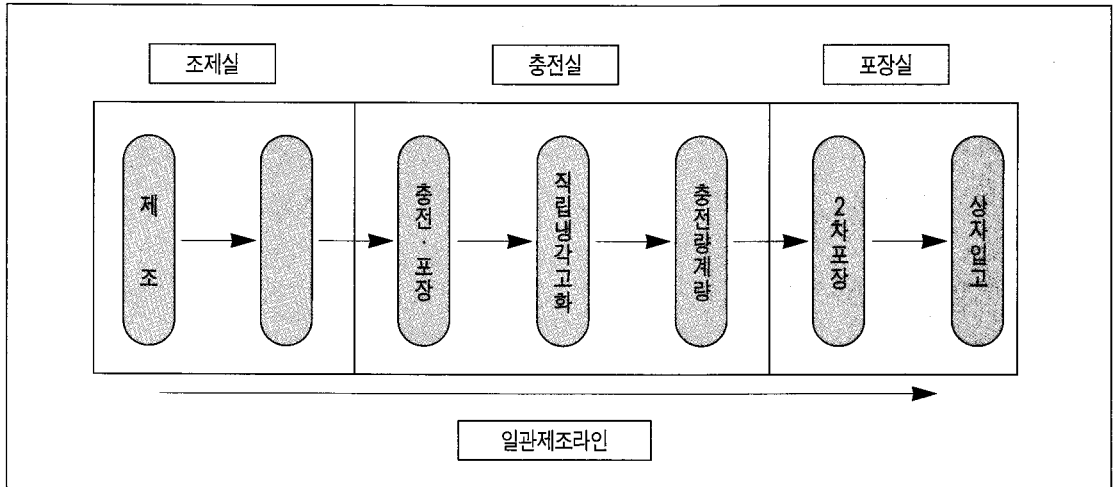 조제실
충전실
포장실
제조
충전·포장
직립냉각고화
충전량계량
2차포장
상자입고
일관제조라인